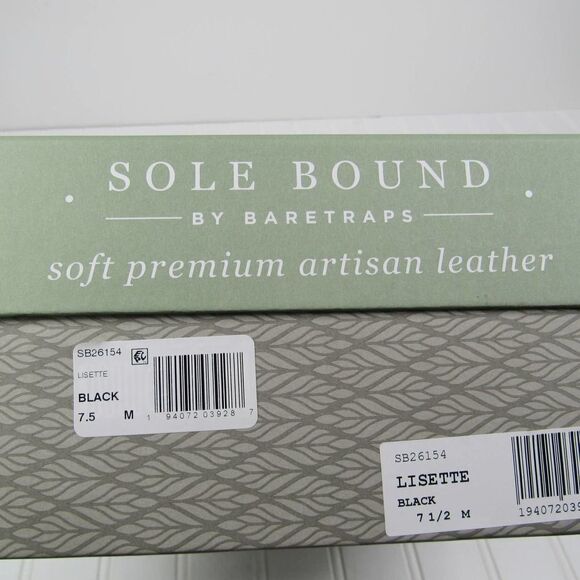 SOLE BOUND
BY BARETRAPS
soft premium artisan leather
SB26154
LISETTE
BLACK
7.5 M
1 94072 03928 7
SB26154
LISETTE
BLACK
7 1/2 M
194072039